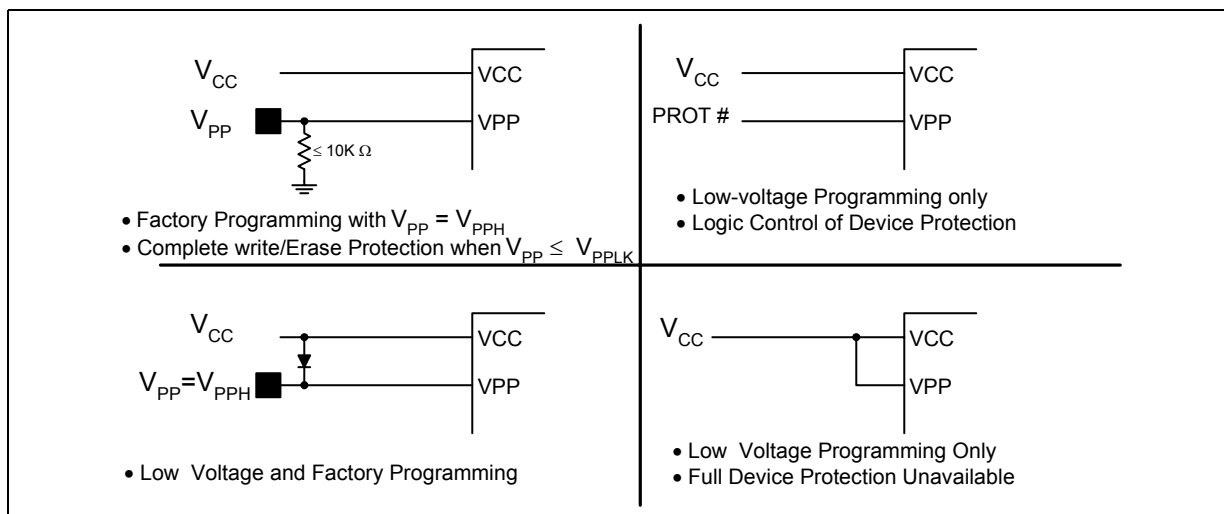 VCC VCC
VPP VPP
≤ 10K Ω
• Factory Programming with VPP = VPPH
• Complete write/Erase Protection when VPP ≤ VPPLK
VCC VCC
PROT # VPP
• Low-voltage Programming only
• Logic Control of Device Protection
VCC VCC
VPP=VPPH VPP
• Low Voltage and Factory Programming
VCC VCC
VPP
• Low Voltage Programming Only
• Full Device Protection Unavailable